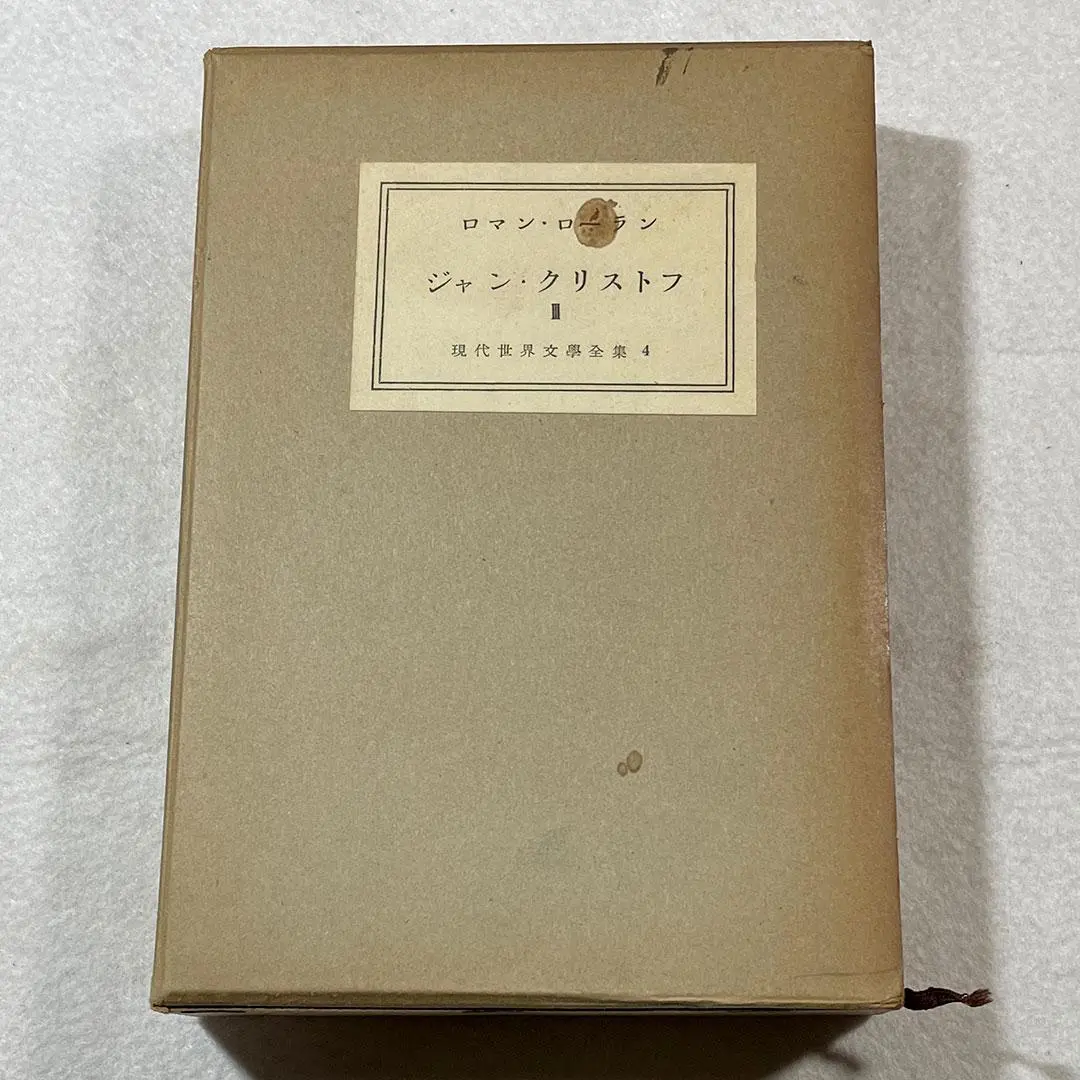 ロマン・ローラン
ジャン・クリストフ
Ⅲ
現代世界文學全集 4